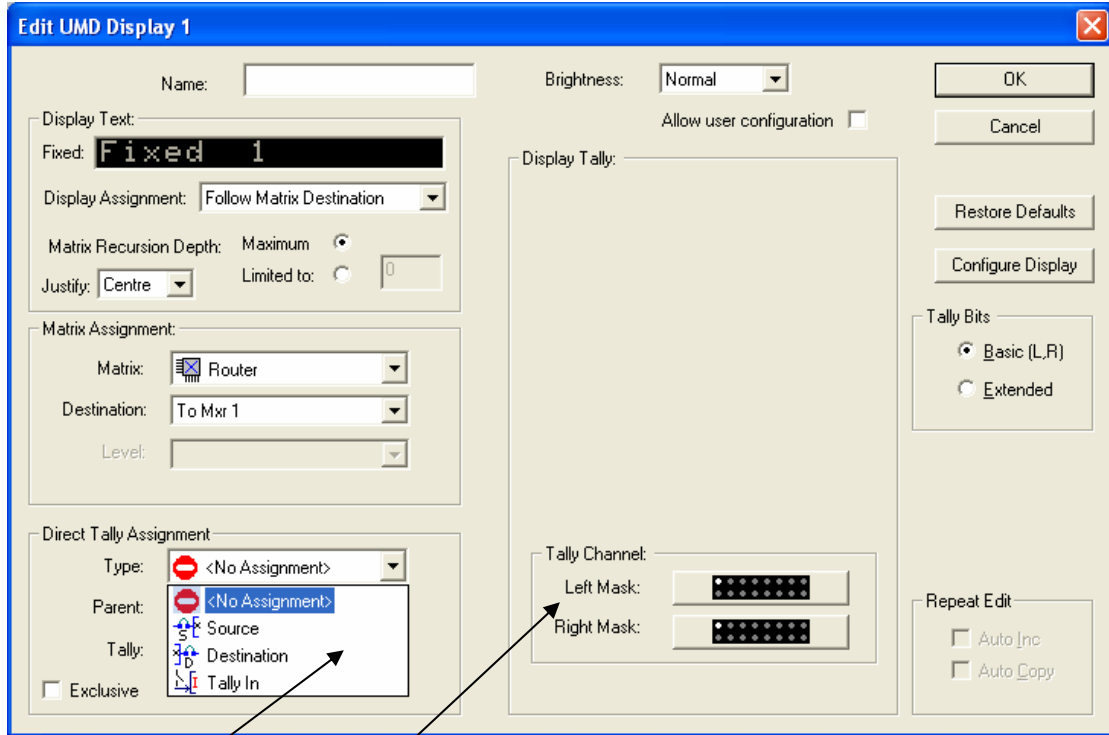 Edit UMD Display 1
Name:
Brightness: Normal
OK
Allow user configuration
Cancel
Display Text:
Fixed: Fixed 1
Display Assignment: Follow Matrix Destination
Matrix Recursion Depth: Maximum
Limited to: 0
Justify: Centre
Display Tally:
Restore Defaults
Configure Display
Matrix Assignment:
Matrix: Router
Destination: To Mxr 1
Level:
Tally Bits
Basic (L,R)
Extended
Direct Tally Assignment
Type: <No Assignment>
<No Assignment>
Parent:
Source
Tally:
Destination
Exclusive
Tally In
Tally Channel:
Left Mask:
Right Mask:
Repeat Edit
Auto Inc
Auto Copy